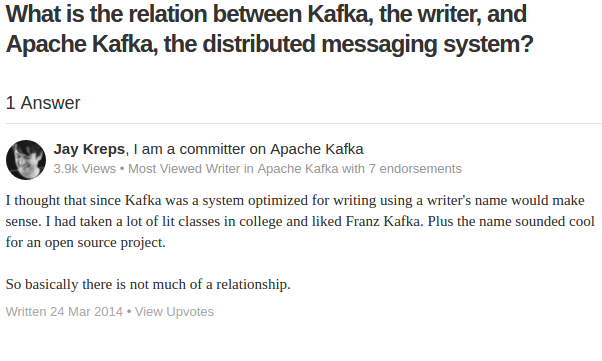 What is the relation between Kafka, the writer, and
Apache Kafka, the distributed messaging system?
1 Answer
Jay Kreps, I am a committer on Apache Kafka
3.9k Views • Most Viewed Writer in Apache Kafka with 7 endorsements
I thought that since Kafka was a system optimized for writing using a writer's name would make
sense. I had taken a lot of lit classes in college and liked Franz Kafka. Plus the name sounded cool
for an open source project.
So basically there is not much of a relationship.
Written 24 Mar 2014 • View Upvotes